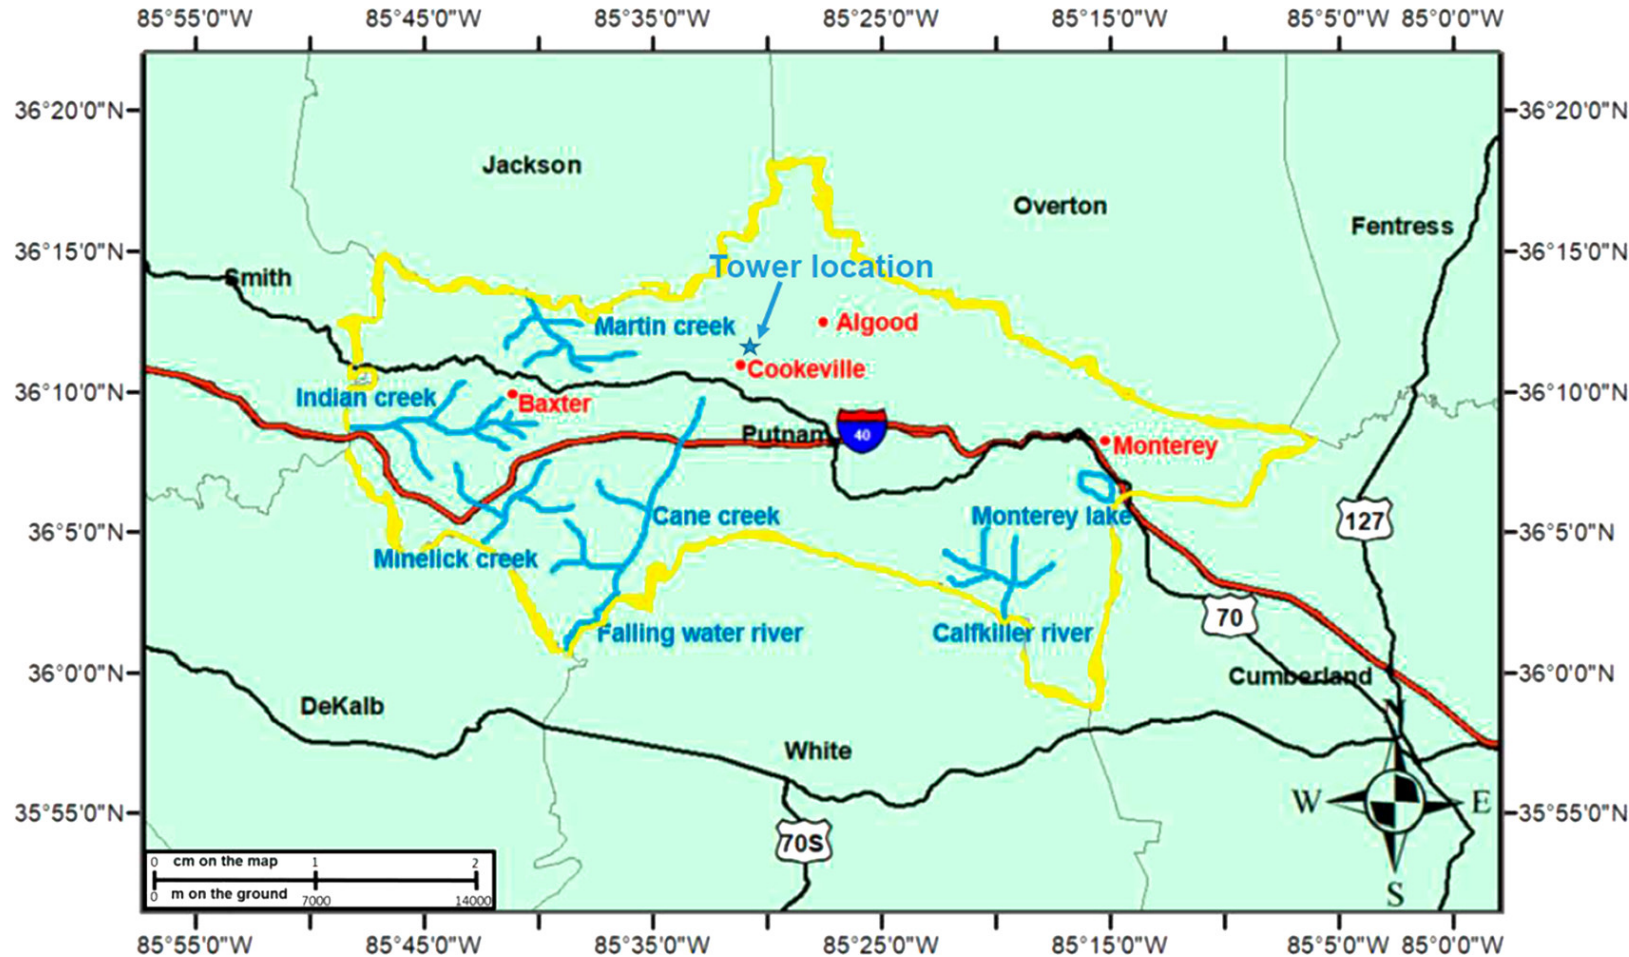 85°55'0"W 85°45'0"W 85°35'0"W 85°25'0"W 85°15'0"W 85°5'0"W 85°0'0"W
36°20'0"N 36°20'0"N
Jackson
Overton
Fentress
36°15'0"N 36°15'0"N
Tower location
Smith
Martin creek
Algood
Cookeville
36°10'0"N 36°10'0"N
Indian creek
Baxter
Putnam
40
Monterey
Cane creek
Monterey lake
127
36°5'0"N 36°5'0"N
Minelick creek
70
Falling water river
Calfkiller river
36°0'0"N 36°0'0"N
Cumberland
DeKalb
N
White
W E
35°55'0"N 35°55'0"N
70S
S
0 cm on the map 1 2
0 m on the ground 7000 14000
85°55'0"W 85°45'0"W 85°35'0"W 85°25'0"W 85°15'0"W 85°5'0"W 85°0'0"W